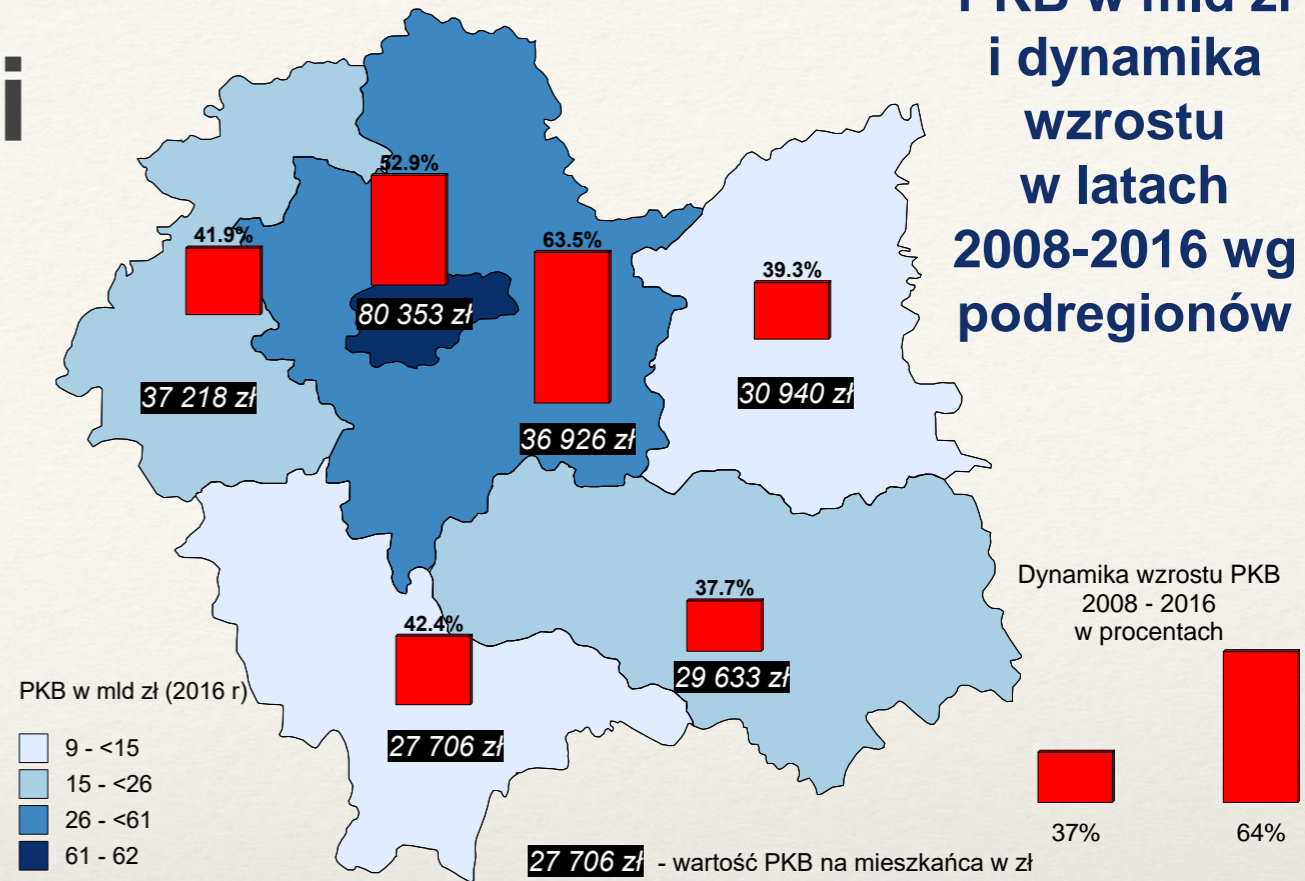 i
PKB w mld zł
i dynamika
wzrostu
w latach
2008-2016 wg
podregionów
52.9%
41.9%
63.5%
39.3%
80 353 zł
37 218 zł
30 940 zł
36 926 zł
37.7%
42.4%
29 633 zł
27 706 zł
PKB w mld zł (2016 r)
9 - <15
15 - <26
26 - <61
61 - 62
Dynamika wzrostu PKB
2008 - 2016
w procentach
37% 64%
27 706 zł - wartość PKB na mieszkańca w zł